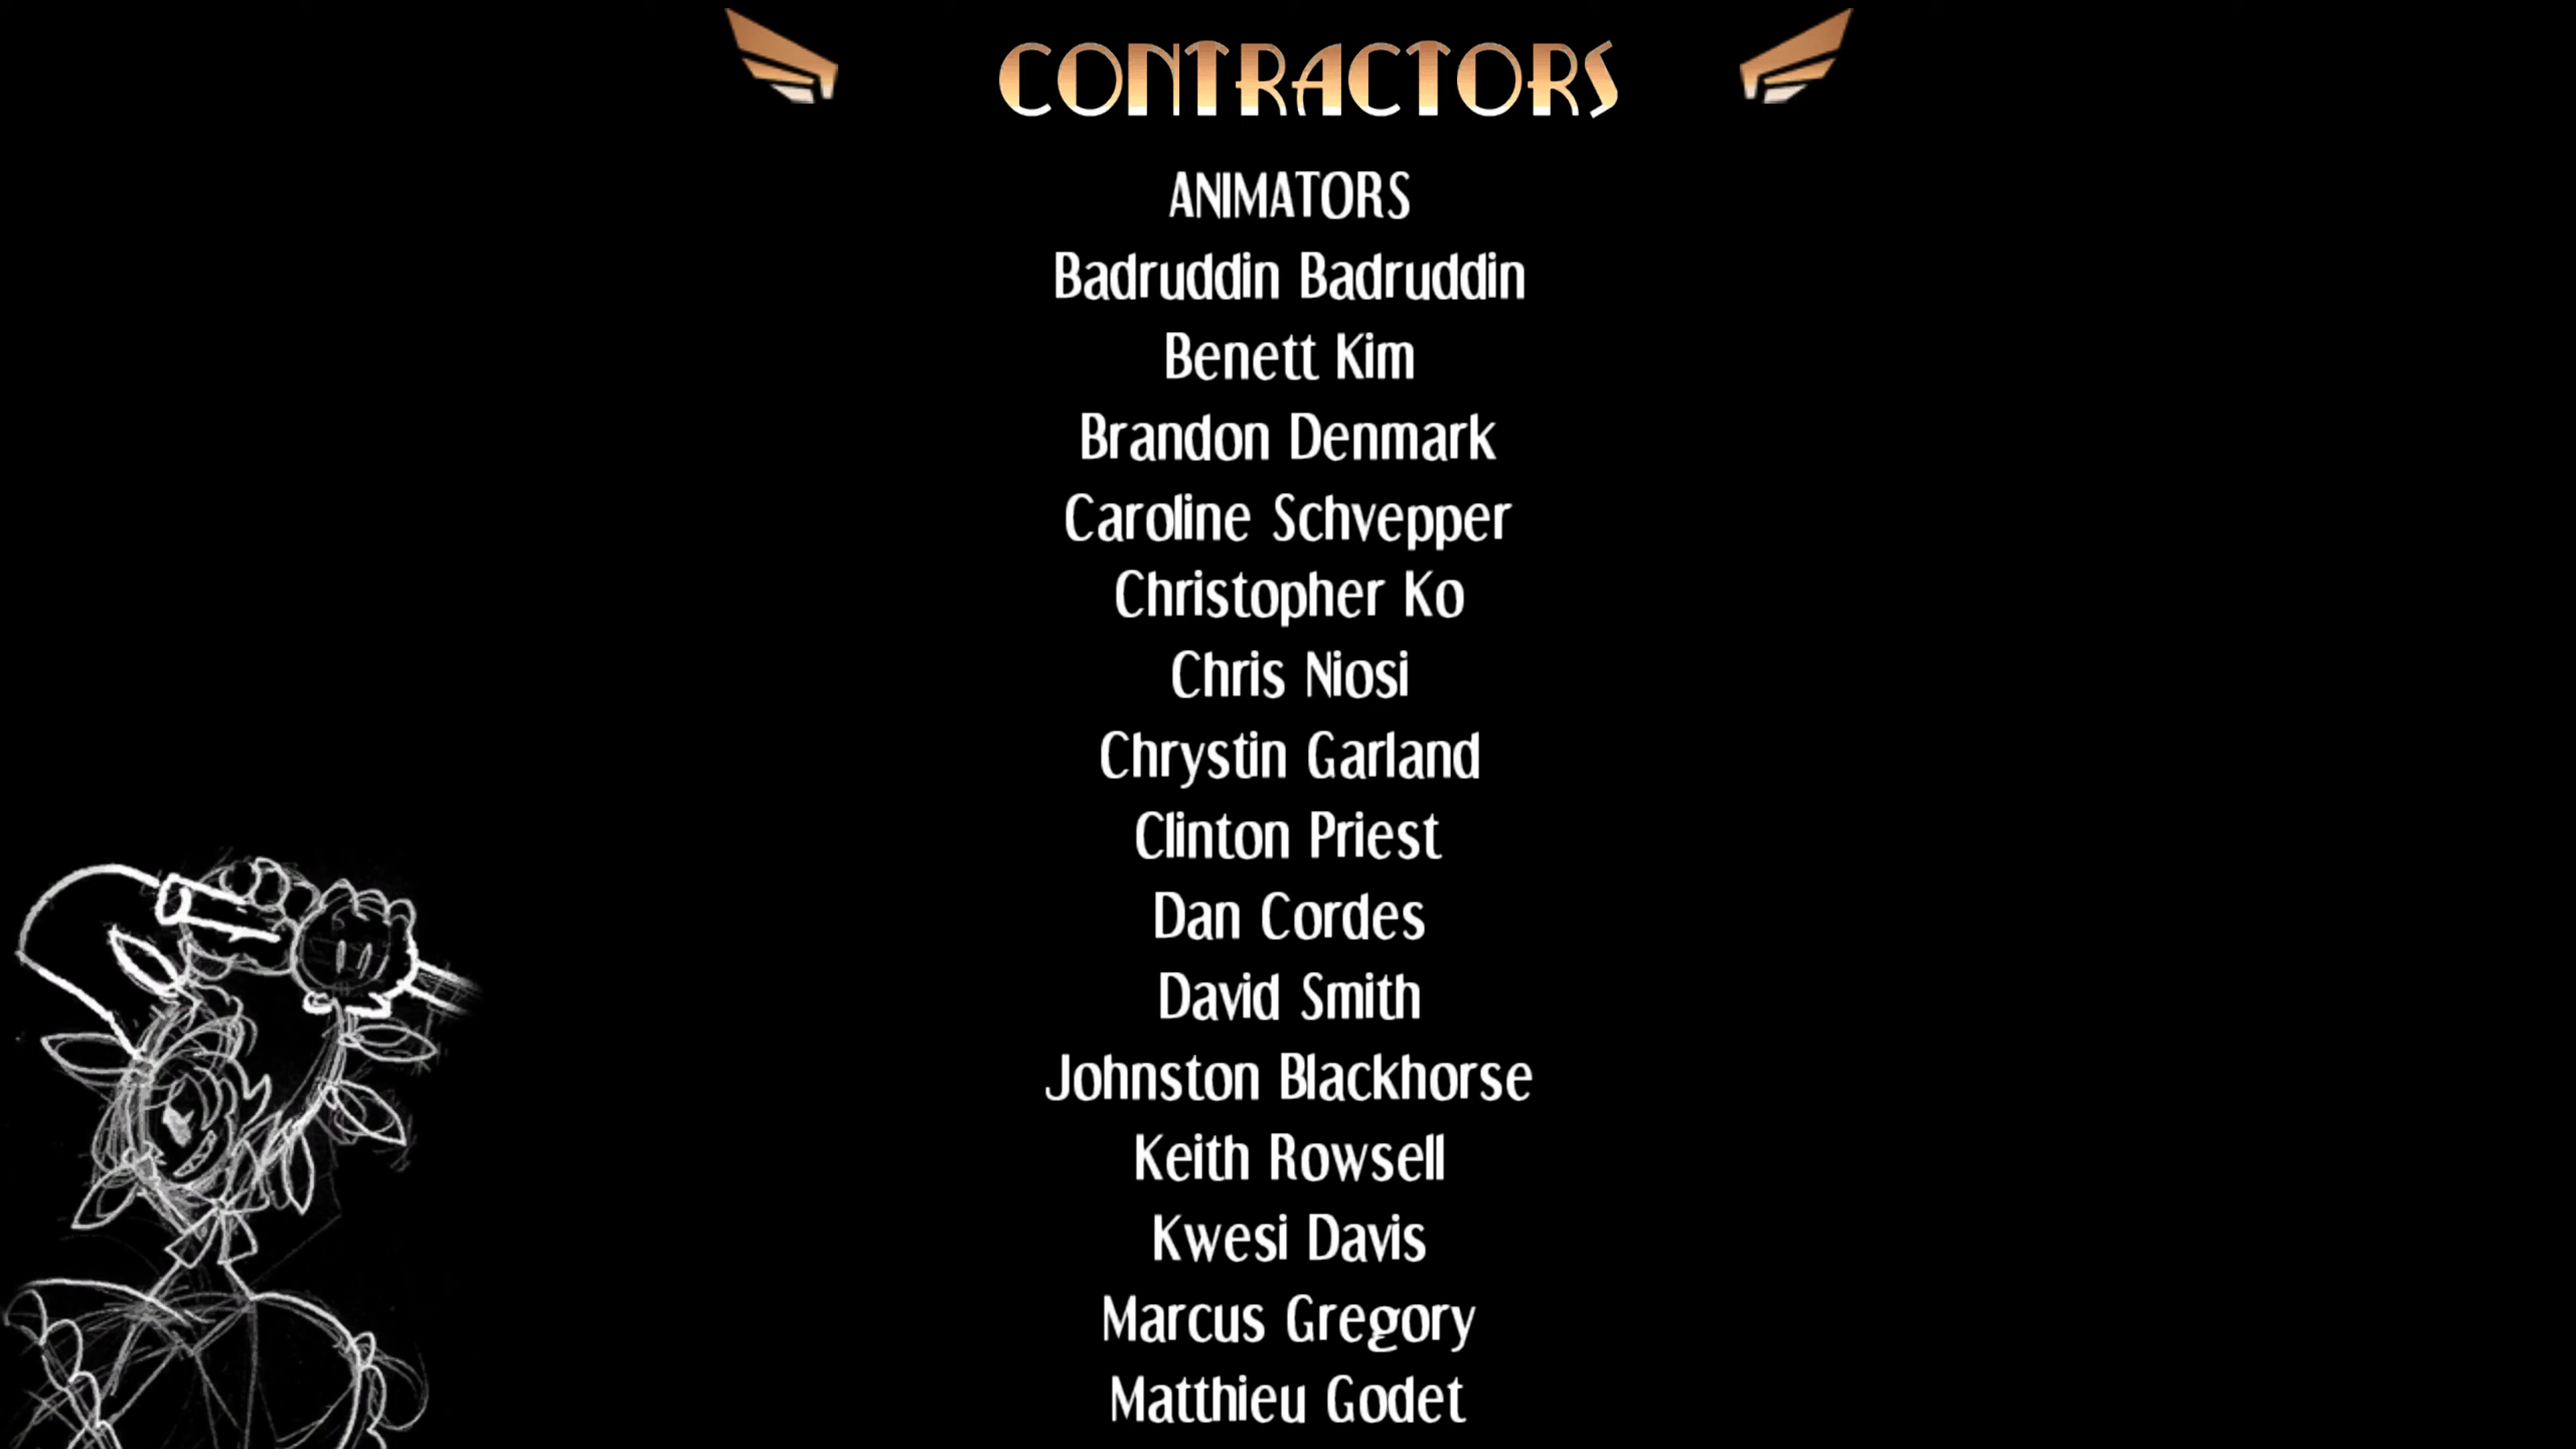 CONTRACTORS
ANIMATORS
Badruddin Badruddin
Benett Kim
Brandon Denmark
Caroline Schvepper
Christopher Ko
Chris Niosi
Chrystin Garland
Clinton Priest
Dan Cordes
David Smith
Johnston Blackhorse
Keith Rowsell
Kwesi Davis
Marcus Gregory
Matthieu Godet